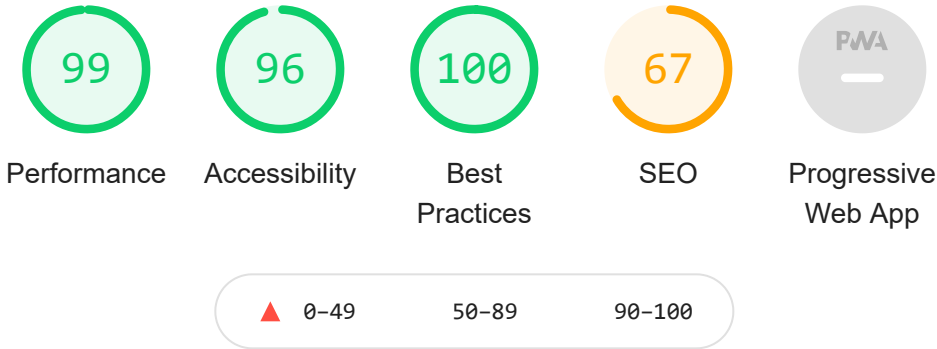 99 96 100 67 PWA
Performance Accessibility Best SEO Progressive
Practices Web App
0–49 50–89 90–100